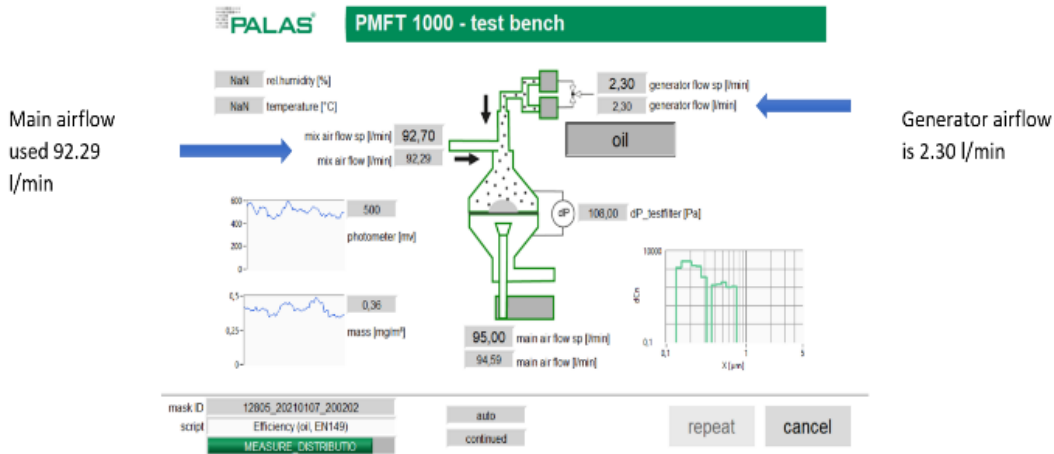 PALAS
PMFT 1000 - test bench
NaN rel.humidity [%]
NaN temperature [°C]
2,30 generator flow sp [l/min]
2,30 generator flow [l/min]
Main airflow
used 92.29
l/min
Generator airflow
is 2.30 l/min
mix air flow sp [l/min] 92,70
mix air flow [l/min] 92,29
oil
600
400
200
0
500
photometer [mv]
dP
108,00 dP_testfilter [Pa]
0,5
0,25
0
0,36
mass [mg/m³]
10000
dCn
0,1
0,1 1 5
X [µm]
95,00 main air flow sp [l/min]
94,59 main air flow [l/min]
mask ID 12805_20210107_200202
script Efficiency (oil, EN149)
MEASURE_DISTRIBUTIO
auto
continued
repeat
cancel